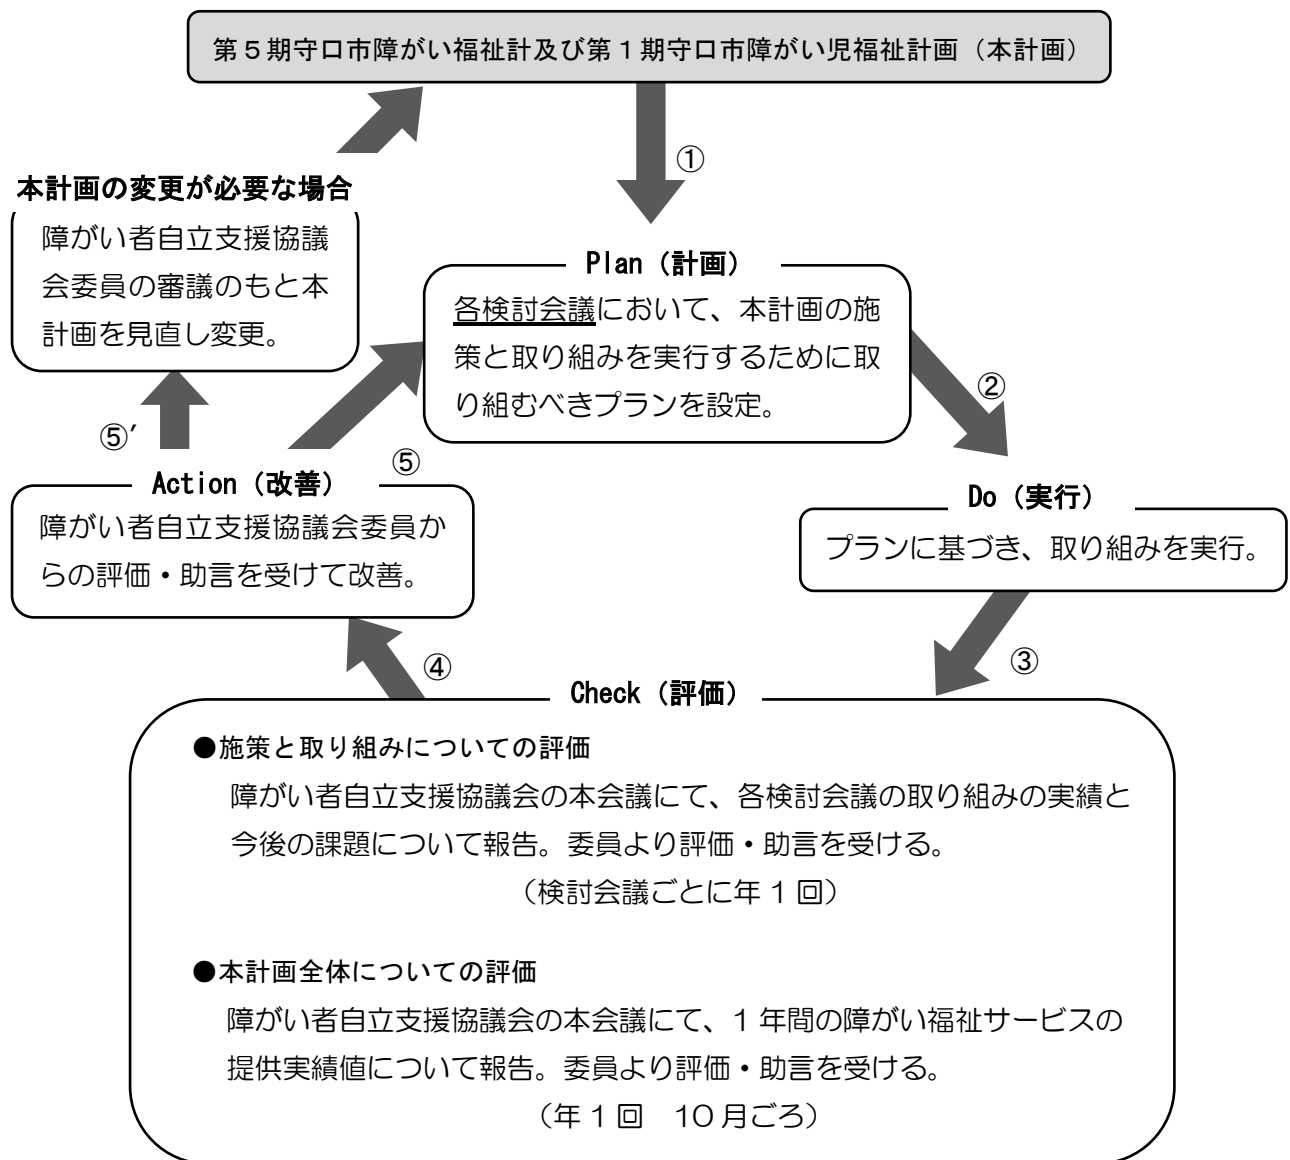 第５期守口市障がい福祉計及び第１期守口市障がい児福祉計画（本計画）
①
本計画の変更が必要な場合
障がい者自立支援協議
会委員の審議のもと本
計画を見直し変更。
Plan（計画）
各検討会議において、本計画の施
策と取り組みを実行するために取
り組むべきプランを設定。
②
⑤′
⑤
Action（改善）
障がい者自立支援協議会委員か
らの評価・助言を受けて改善。
Do（実行）
プランに基づき、取り組みを実行。
③
④
Check（評価）
●施策と取り組みについての評価
障がい者自立支援協議会の本会議にて、各検討会議の取り組みの実績と
今後の課題について報告。委員より評価・助言を受ける。
（検討会議ごとに年１回）
●本計画全体についての評価
障がい者自立支援協議会の本会議にて、１年間の障がい福祉サービスの
提供実績値について報告。委員より評価・助言を受ける。
（年１回　10月ごろ）